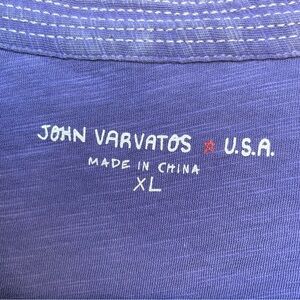 JOHN VARVATOS ☆ U.S.A.
MADE IN CHINA
XL